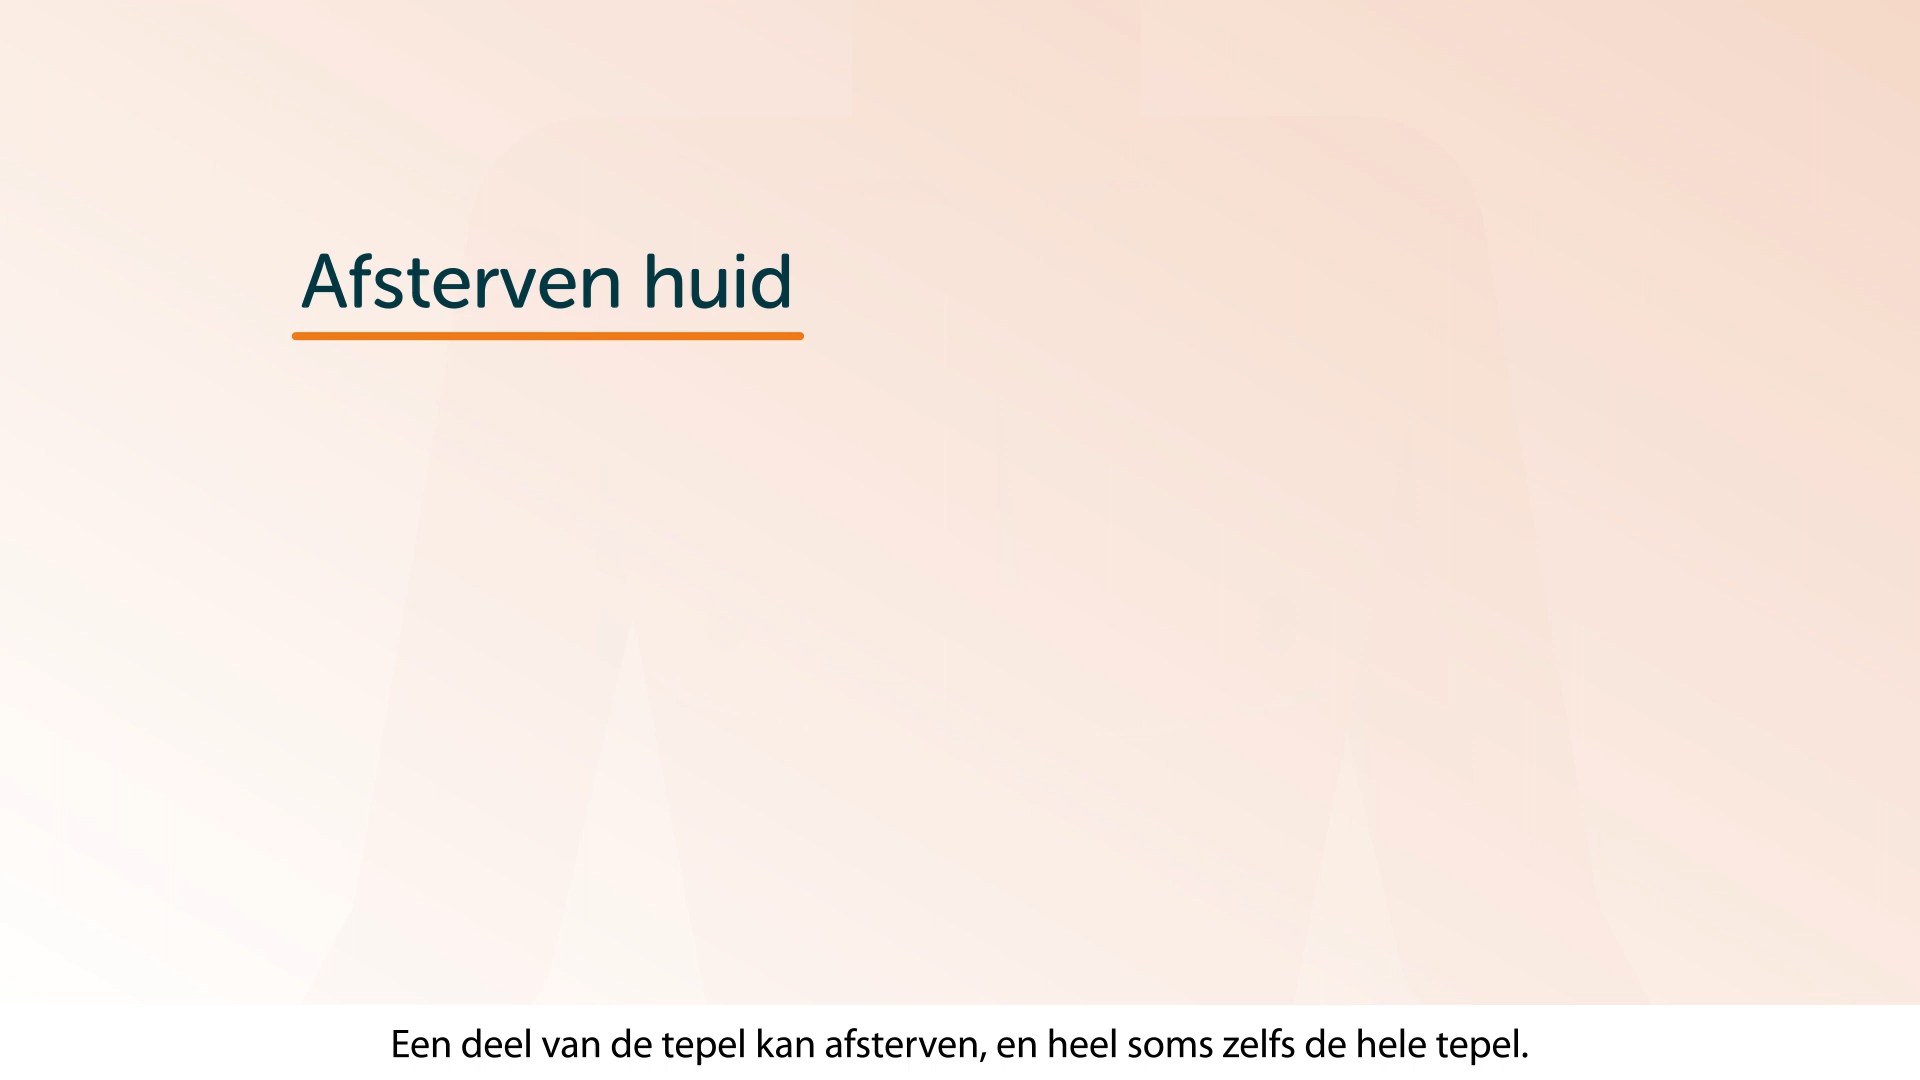 Afsterven huid
Een deel van de tepel kan afsterven, en heel soms zelfs de hele tepel.